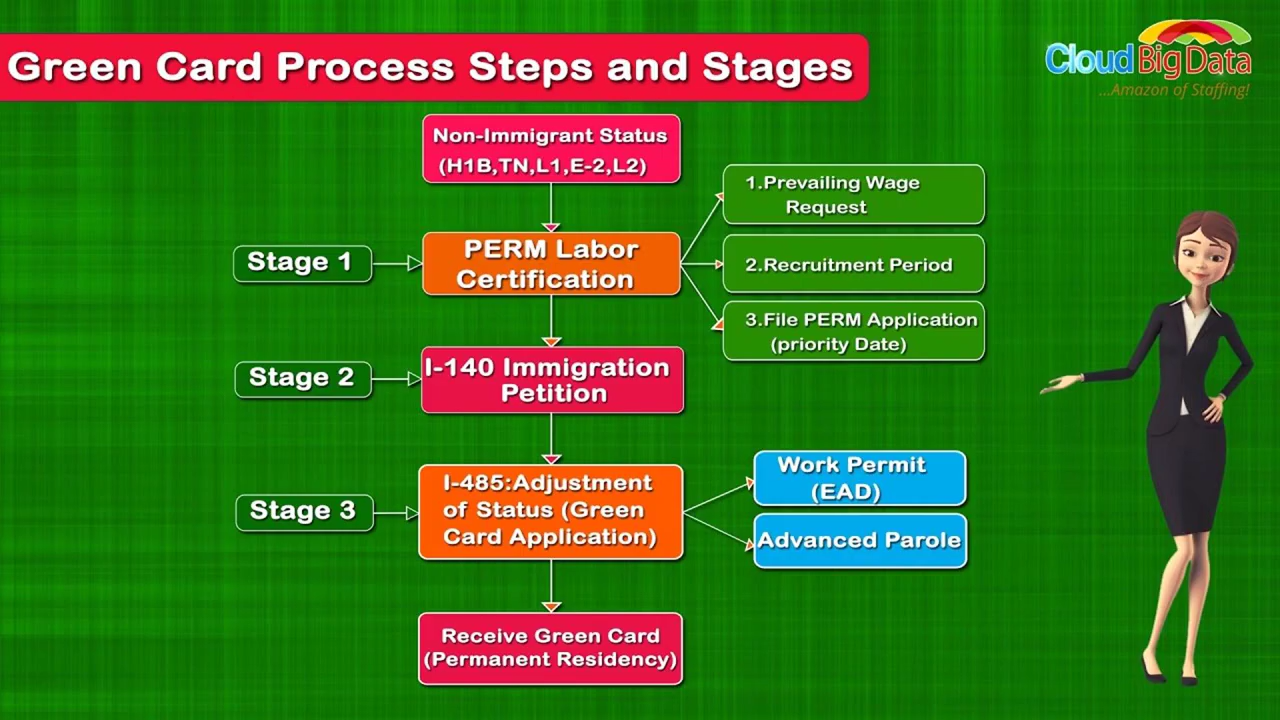 Green Card Process Steps and Stages
Cloud Big Data
...Amazon of Staffing!
Non-Immigrant Status
(H1B,TN,L1,E-2,L2)
Stage 1
PERM Labor
Certification
1.Prevailing Wage
Request
2.Recruitment Period
3.File PERM Application
(priority Date)
Stage 2
I-140 Immigration
Petition
Stage 3
I-485:Adjustment
of Status (Green
Card Application)
Work Permit
(EAD)
Advanced Parole
Receive Green Card
(Permanent Residency)